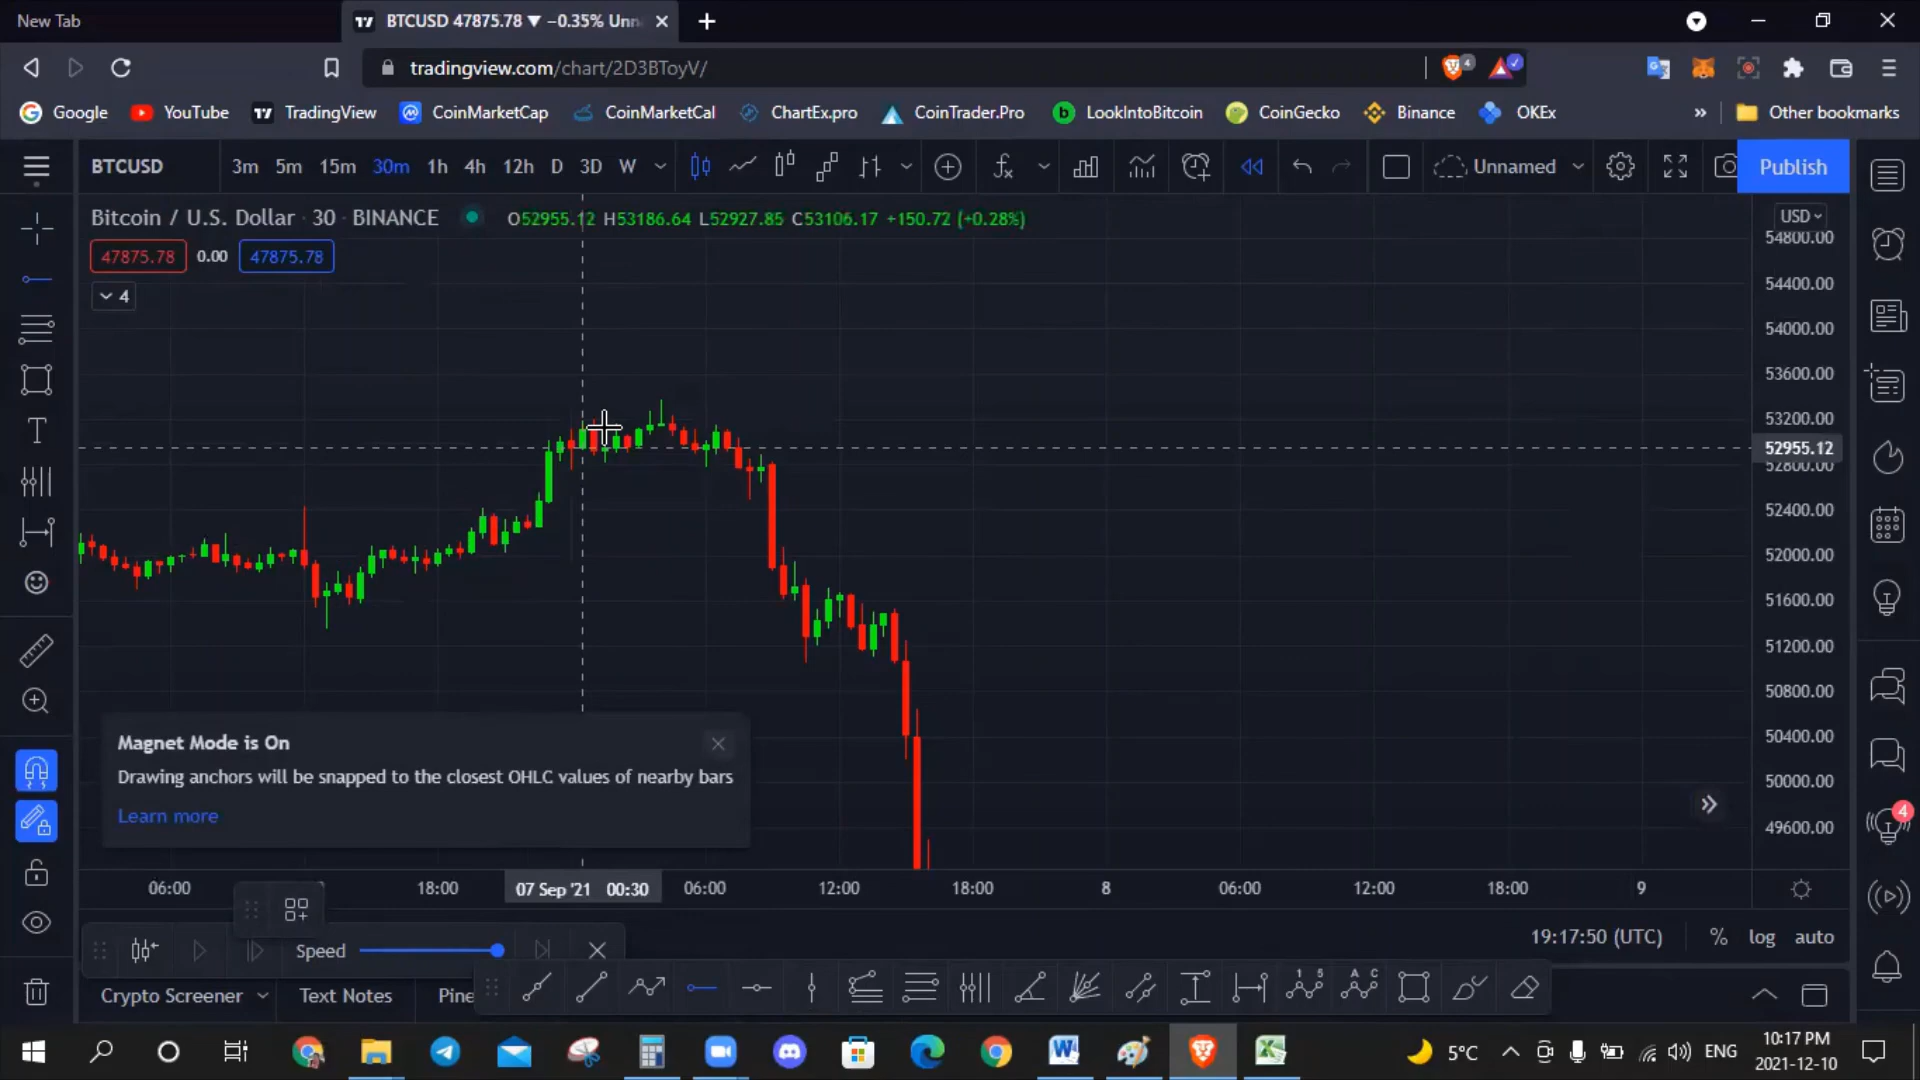 New Tab
BTCUSD 47875.78 ▼ −0.35% Unn
tradingview.com/chart/2D3BToyV/
4
Google YouTube TradingView CoinMarketCap CoinMarketCal ChartEx.pro CoinTrader.Pro LookIntoBitcoin CoinGecko Binance OKEx » Other bookmarks
BTCUSD 3m 5m 15m 30m 1h 4h 12h D 3D W Unnamed Publish
Bitcoin / U.S. Dollar · 30 · BINANCE O52955.12 H53186.64 L52927.85 C53106.17 +150.72 (+0.28%)
USD
47875.78 0.00 47875.78
4
54800.00
54400.00
54000.00
53600.00
53200.00
52955.12
52800.00
52400.00
52000.00
51600.00
51200.00
50800.00
50400.00
50000.00
49600.00
Magnet Mode is On
Drawing anchors will be snapped to the closest OHLC values of nearby bars
Learn more
4
06:00 18:00 07 Sep '21 00:30 06:00 12:00 18:00 8 06:00 12:00 18:00 9
Speed
19:17:50 (UTC) % log auto
Crypto Screener Text Notes Pine
1 5 A C
5°C ENG
10:17 PM
2021-12-10